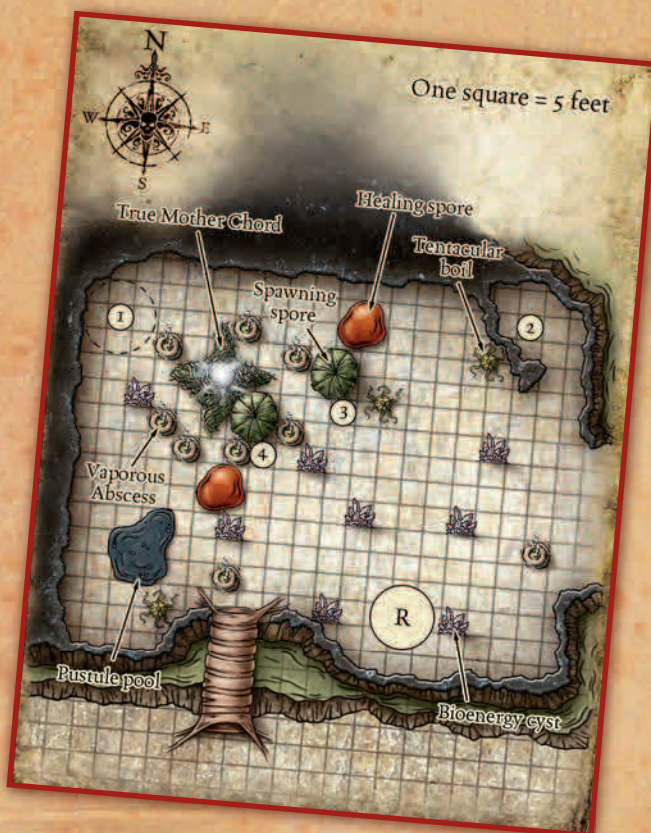 N
One square = 5 feet
W
E
S
Healing spore
True Mother Chord
Tentacular
boil
Spawning
spore
1
2
3
4
Vaporous
Abscess
R
Pustule pool
Bioenergy cyst